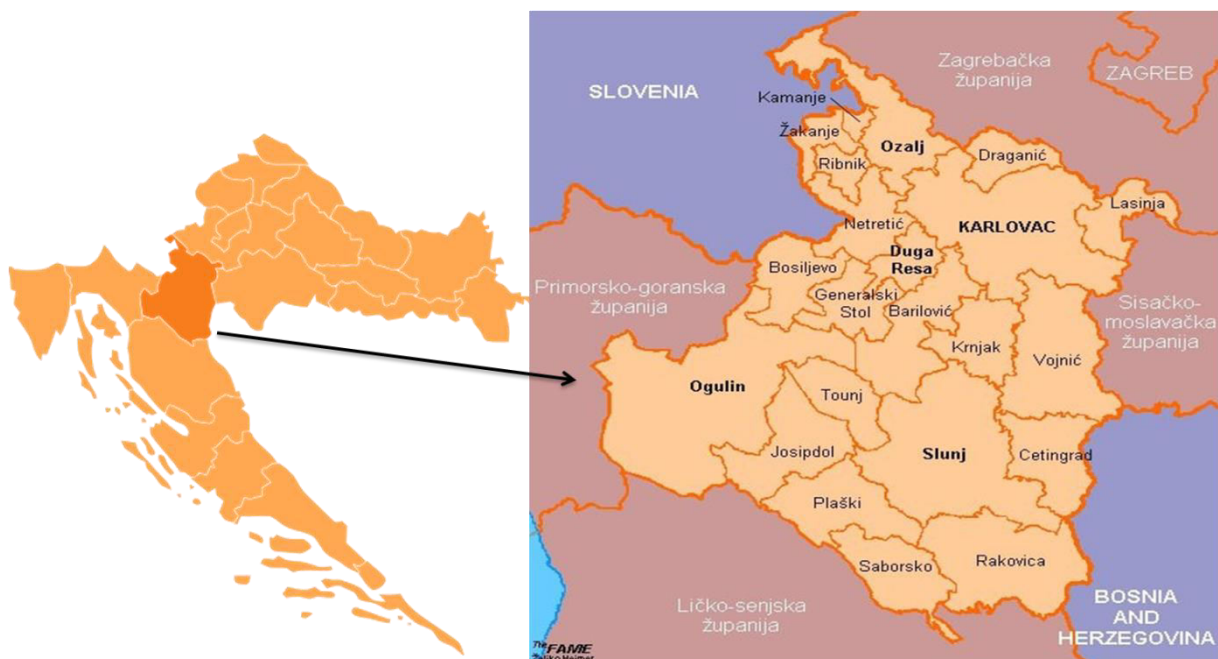 SLOVENIA
Zagrebačka
županija
ZAGREB
Kamanje
Žakanje
Ozalj
Draganić
Ribnik
Lasinja
Netretić
KARLOVAC
Duga
Resa
Bosiljevo
Primorsko-goranska
županija
Generalski
Stol
Barilović
Sisačko-
moslavačka
županija
Krnjak
Vojnić
Ogulin
Tounj
Josipdol
Slunj
Cetingrad
Plaški
Saborsko
Rakovica
Ličko-senjska
županija
BOSNIA
AND
HERZEGOVINA
The
FAME